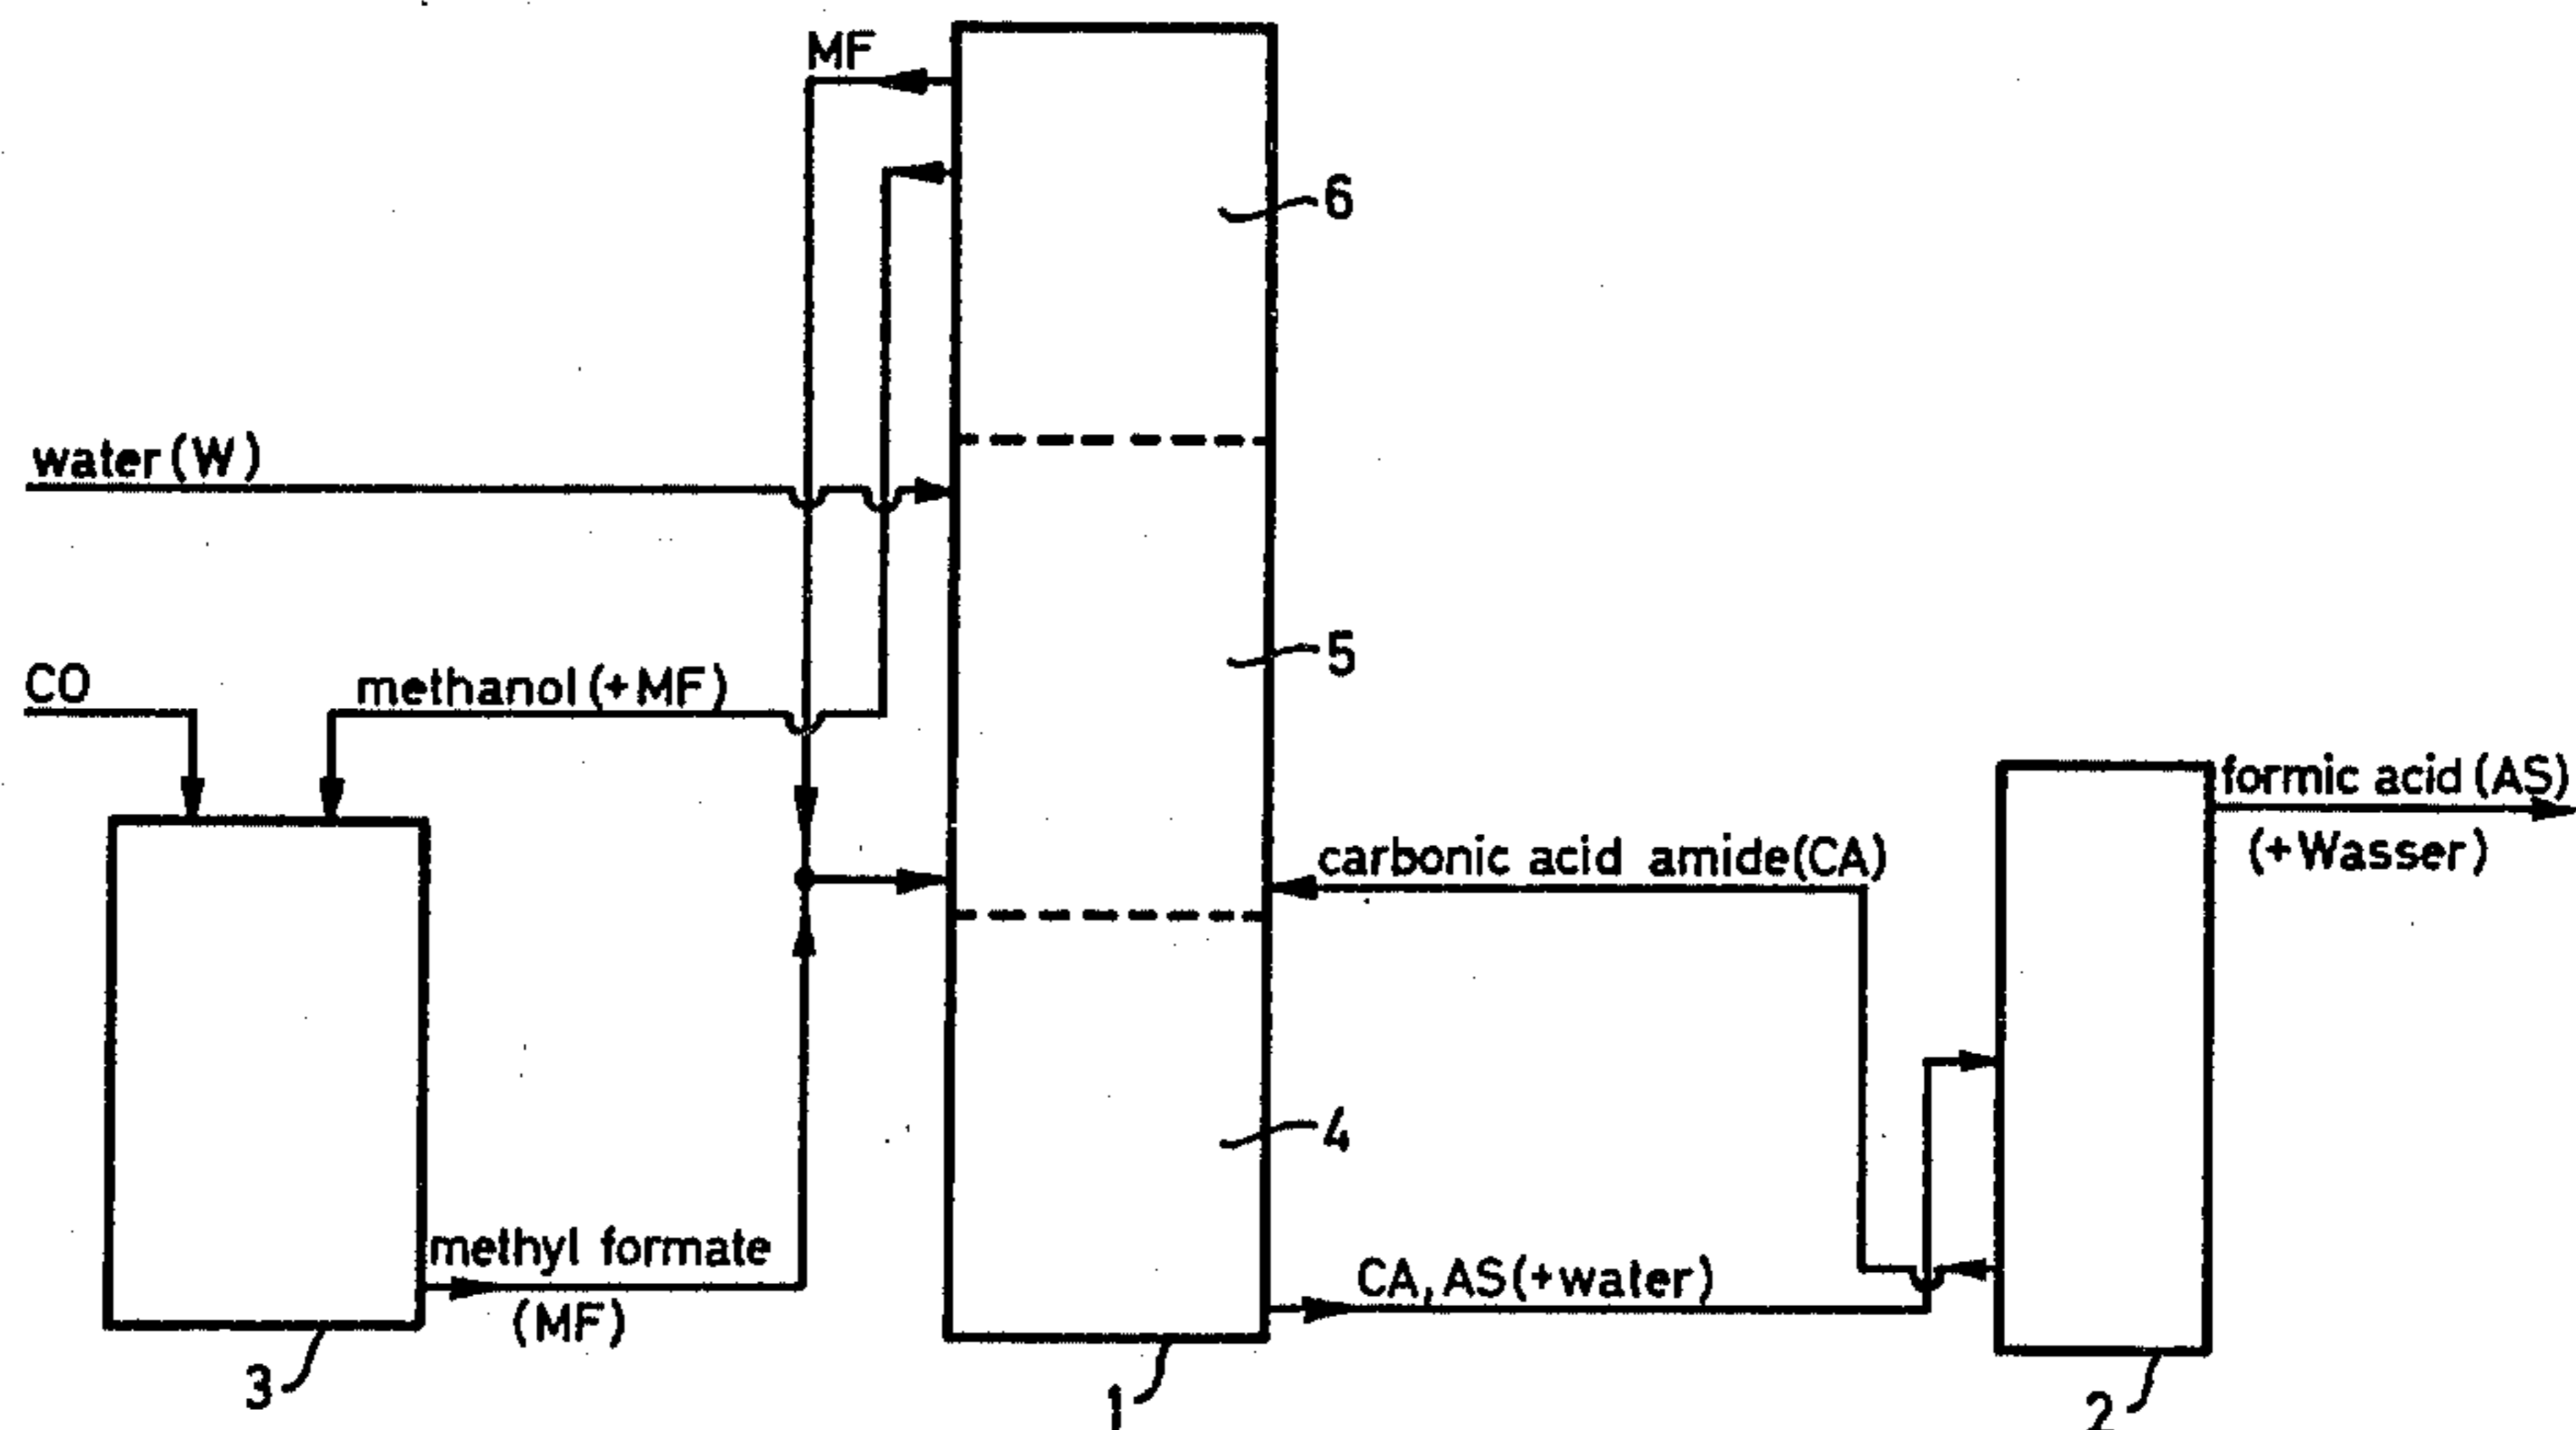 MF
6
water(W)
5
CO
methanol(+MF)
formic acid(AS)
(+Wasser)
carbonic acid amide(CA)
4
methyl formate
(MF)
CA, AS(+water)
3
1
2